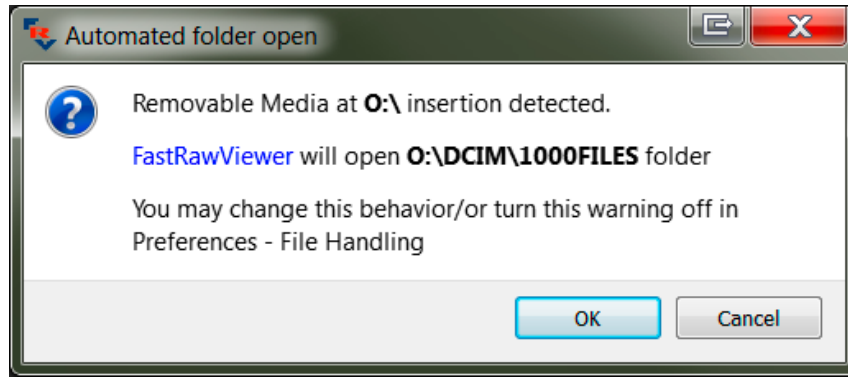 Automated folder open
Removable Media at O:\ insertion detected.
FastRawViewer will open O:\DCIM\1000FILES folder
You may change this behavior/or turn this warning off in
Preferences - File Handling
OK
Cancel